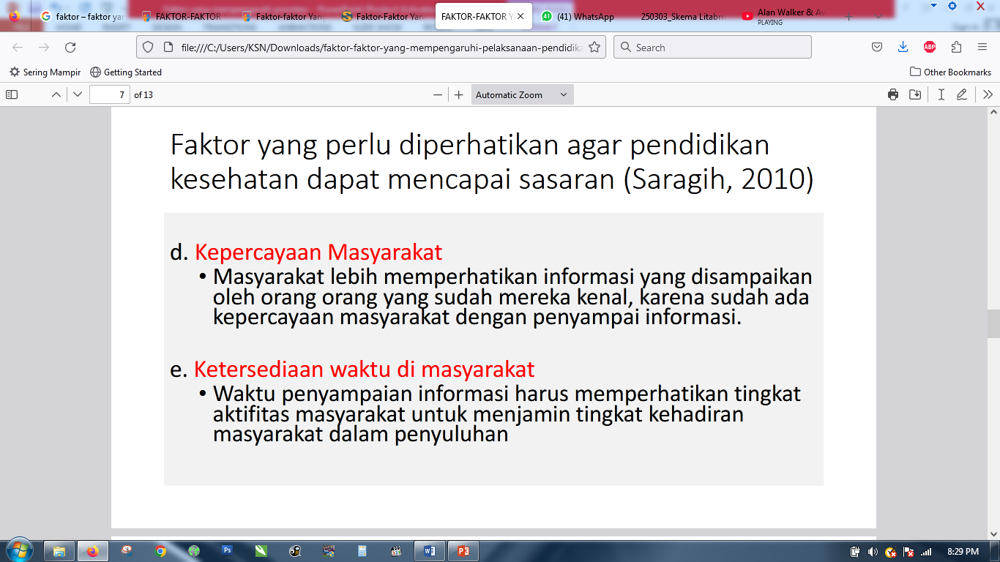 faktor – faktor yar
FAKTOR-FAKTOR
Faktor-faktor Yang
Faktor-Faktor Yan
FAKTOR-FAKTOR Y
41
(41) WhatsApp
250303_Skema Litabm
Alan Walker & Av
PLAYING
file:///C:/Users/KSN/Downloads/faktor-faktor-yang-mempengaruhi-pelaksanaan-pendidika
Search
ABP
Sering Mampir
Getting Started
Other Bookmarks
7 of 13
Automatic Zoom
Faktor yang perlu diperhatikan agar pendidikan
kesehatan dapat mencapai sasaran (Saragih, 2010)
d. Kepercayaan Masyarakat
• Masyarakat lebih memperhatikan informasi yang disampaikan
oleh orang orang yang sudah mereka kenal, karena sudah ada
kepercayaan masyarakat dengan penyampai informasi.
e. Ketersediaan waktu di masyarakat
• Waktu penyampaian informasi harus memperhatikan tingkat
aktifitas masyarakat untuk menjamin tingkat kehadiran
masyarakat dalam penyuluhan
Ps
8:29 PM